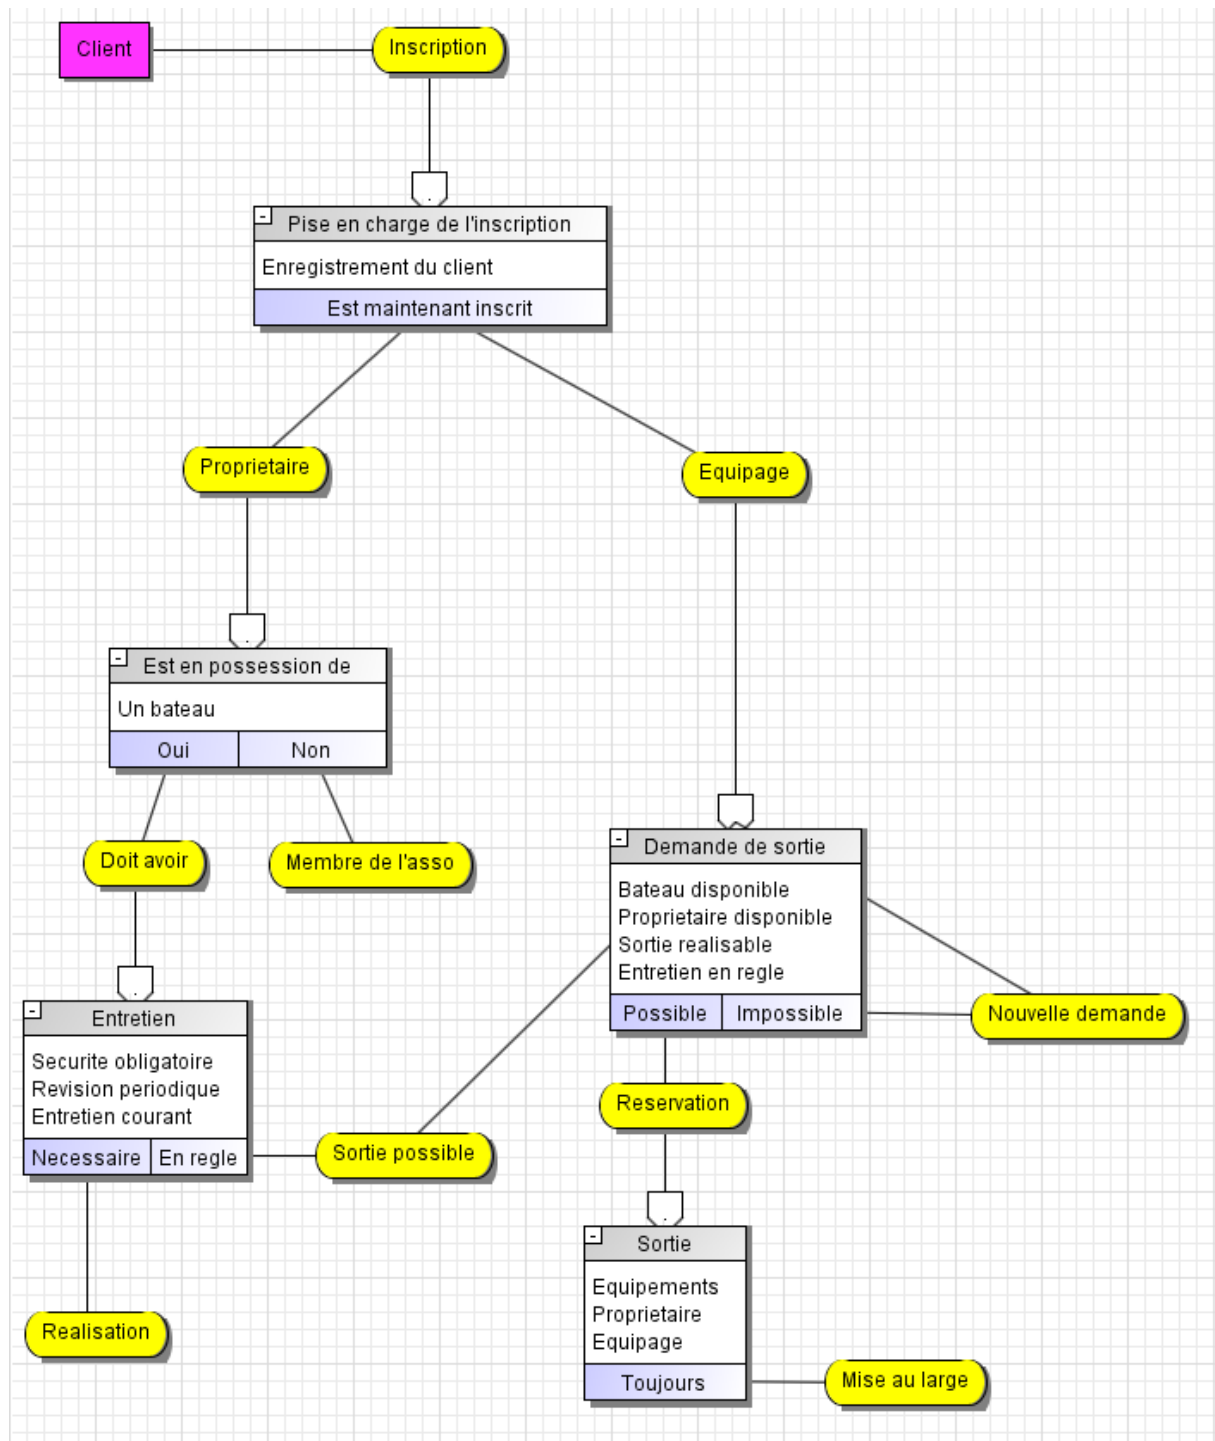 Client
Inscription
Pise en charge de l'inscription
Enregistrement du client
Est maintenant inscrit
Proprietaire
Equipage
Est en possession de
Un bateau
Oui
Non
Doit avoir
Membre de l'asso
Demande de sortie
Bateau disponible
Proprietaire disponible
Sortie realisable
Entretien en regle
Possible
Impossible
Nouvelle demande
Entretien
Securite obligatoire
Revision periodique
Entretien courant
Necessaire
En regle
Sortie possible
Reservation
Sortie
Equipements
Proprietaire
Equipage
Toujours
Realisation
Mise au large